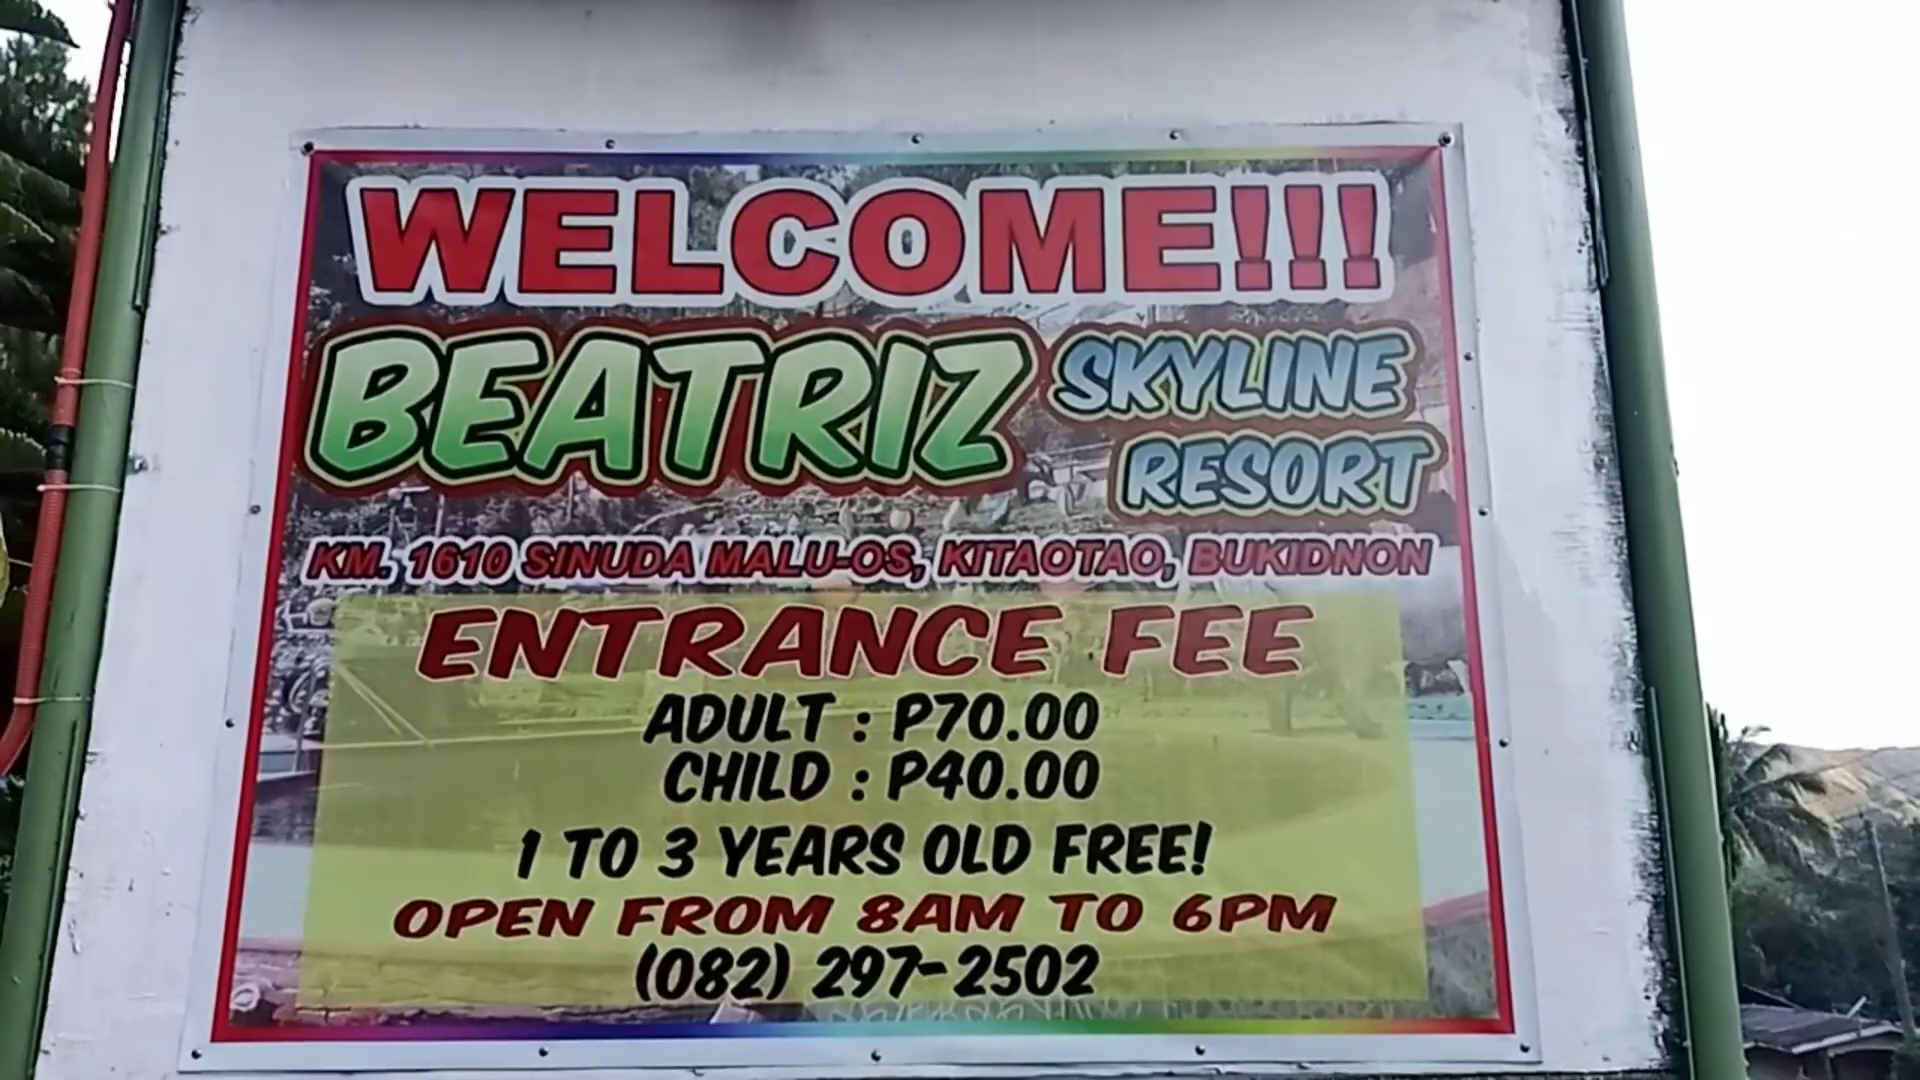 WELCOME!!!
BEATRIZ SKYLINE
RESORT
KM. 1610 SINUDA MALU-OS, KITAOTAO, BUKIDNON
ENTRANCE FEE
ADULT : P70.00
CHILD : P40.00
1 TO 3 YEARS OLD FREE!
OPEN FROM 8AM TO 6PM
(082) 297-2502